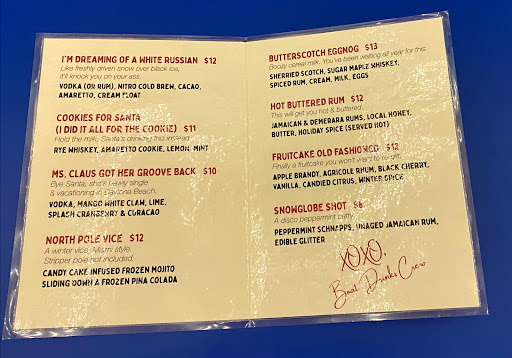 I'M DREAMING OF A WHITE RUSSIAN $12
Like freshly driven snow over black ice,
it'll knock you on your ass.
VODKA (OR RUM), NITRO COLD BREW, CACAO,
AMARETTO, CREAM FLOAT
COOKIES FOR SANTA
(I DID IT ALL FOR THE COOKIE) $11
Hold the milk, Santa's drinking this instead.
RYE WHISKEY, AMARETTO COOKIE, LEMON, MINT
MS. CLAUS GOT HER GROOVE BACK $10
Bye Santa, she's newly single
& vacationing in Daytona Beach.
VODKA, MANGO WHITE CLAW, LIME,
SPLASH CRANBERRY & CURACAO
NORTH POLE VICE $12
A winter vice, Miami style.
Stripper pole not included.
CANDY CANE INFUSED FROZEN MOJITO
SLIDING DOWN A FROZEN PINA COLADA
BUTTERSCOTCH EGGNOG $13
Boozy cereal milk. You've been waiting all year for this.
SHERRIED SCOTCH, SUGAR MAPLE WHISKEY,
SPICED RUM, CREAM, MILK, EGGS
HOT BUTTERED RUM $12
This will get you hot & buttered.
JAMAICAN & DEMERARA RUMS, LOCAL HONEY,
BUTTER, HOLIDAY SPICE (SERVED HOT)
FRUITCAKE OLD FASHIONED $12
Finally a fruitcake you won't want to re-gift.
APPLE BRANDY, AGRICOLE RHUM, BLACK CHERRY,
VANILLA, CANDIED CITRUS, WINTER SPICE
SNOWGLOBE SHOT
A disco peppermint patty.
PEPPERMINT SCHNAPPS, UNAGED JAMAICAN RUM,
EDIBLE GLITTER
XOXO,
Best Drinks Crew